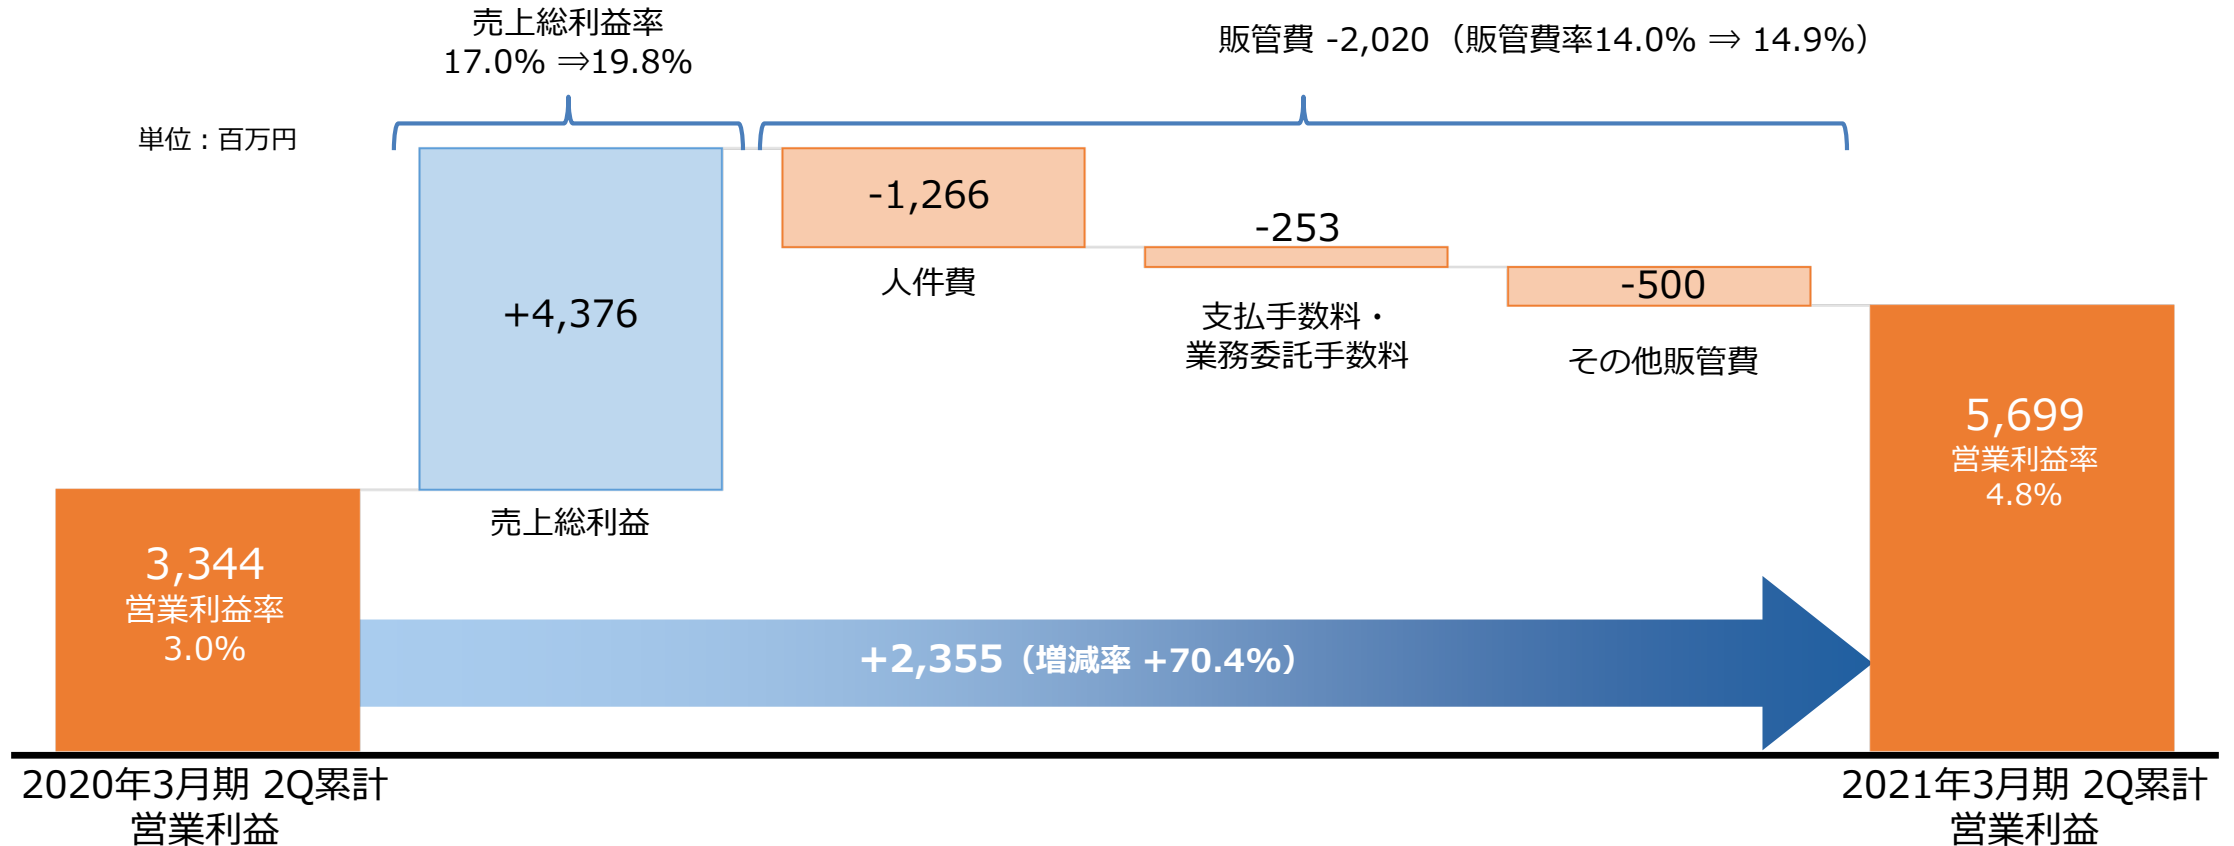 売上総利益率
17.0% ⇒19.8%
販管費 -2,020（販管費率14.0% ⇒ 14.9%）
単位：百万円
+4,376
売上総利益
-1,266
人件費
-253
支払手数料・
業務委託手数料
-500
その他販管費
3,344
営業利益率
3.0%
+2,355（増減率 +70.4%）
5,699
営業利益率
4.8%
2020年3月期 2Q累計
営業利益
2021年3月期 2Q累計
営業利益